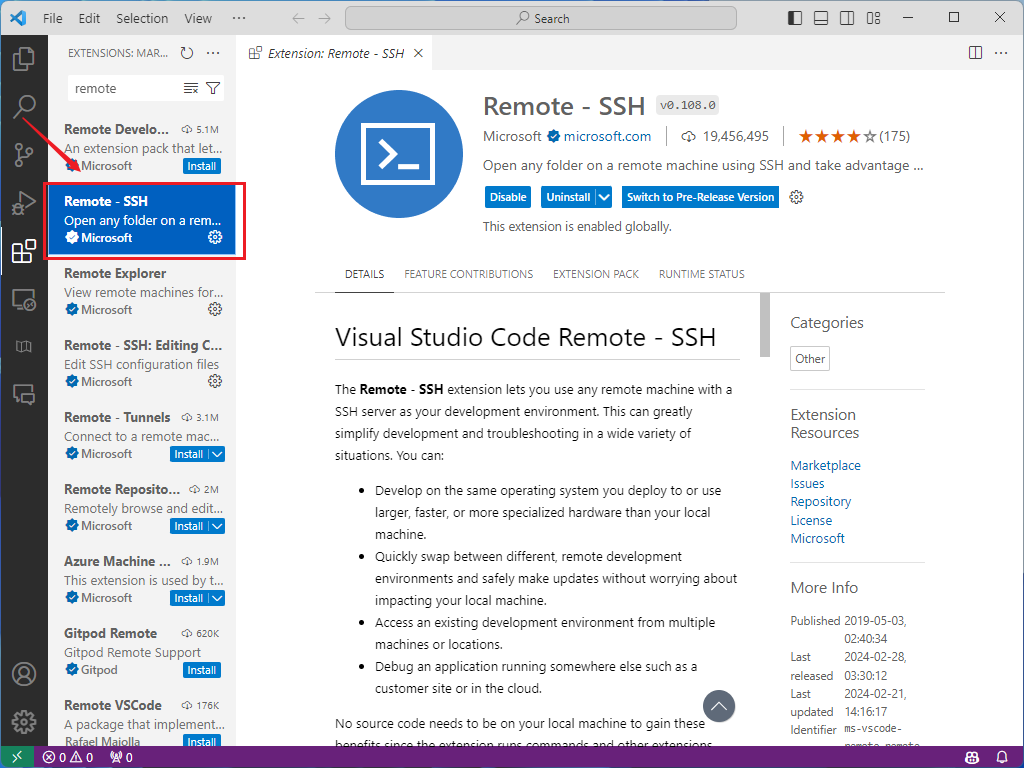 File Edit Selection View ··· Search
EXTENSIONS: MAR... ···
remote
Remote Develo... 5.1M
An extension pack that let...
Microsoft Install
Remote - SSH
Open any folder on a rem...
Microsoft
Remote Explorer
View remote machines for...
Microsoft
Remote - SSH: Editing C...
Edit SSH configuration files
Microsoft
Remote - Tunnels 3.1M
Connect to a remote mac...
Microsoft Install
Remote Reposito... 2M
Remotely browse and edit...
Microsoft Install
Azure Machine ... 1.9M
This extension is used by t...
Microsoft Install
Gitpod Remote 620K
Gitpod Remote Support
Gitpod Install
Remote VSCode 176K
A package that implement...
Rafael Maiolla Install
Extension: Remote - SSH
Remote - SSH v0.108.0
Microsoft microsoft.com 19,456,495 (175)
Open any folder on a remote machine using SSH and take advantage ...
Disable Uninstall Switch to Pre-Release Version
This extension is enabled globally.
DETAILS FEATURE CONTRIBUTIONS EXTENSION PACK RUNTIME STATUS
Visual Studio Code Remote - SSH
The Remote - SSH extension lets you use any remote machine with a
SSH server as your development environment. This can greatly
simplify development and troubleshooting in a wide variety of
situations. You can:
• Develop on the same operating system you deploy to or use
larger, faster, or more specialized hardware than your local
machine.
• Quickly swap between different, remote development
environments and safely make updates without worrying about
impacting your local machine.
• Access an existing development environment from multiple
machines or locations.
• Debug an application running somewhere else such as a
customer site or in the cloud.
No source code needs to be on your local machine to gain these
benefits since the extension runs commands and other extensions
Categories
Other
Extension
Resources
Marketplace
Issues
Repository
License
Microsoft
More Info
Published 2019-05-03,
02:40:34
Last 2024-02-28,
released 03:30:12
Last 2024-02-21,
updated 14:16:17
Identifier ms-vscode-
remote.remote
0 0 0